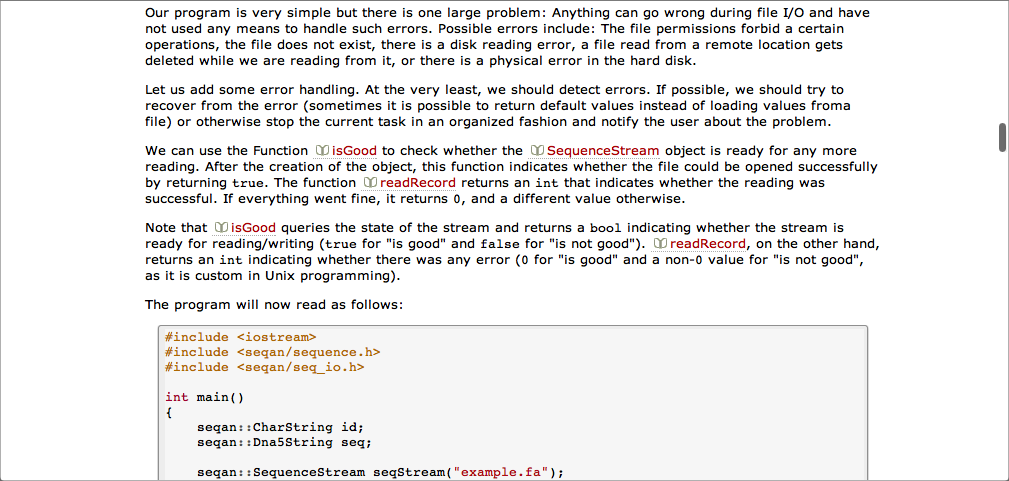 Our program is very simple but there is one large problem: Anything can go wrong during file I/O and have
not used any means to handle such errors. Possible errors include: The file permissions forbid a certain
operations, the file does not exist, there is a disk reading error, a file read from a remote location gets
deleted while we are reading from it, or there is a physical error in the hard disk.
Let us add some error handling. At the very least, we should detect errors. If possible, we should try to
recover from the error (sometimes it is possible to return default values instead of loading values froma
file) or otherwise stop the current task in an organized fashion and notify the user about the problem.
We can use the Function isGood to check whether the SequenceStream object is ready for any more
reading. After the creation of the object, this function indicates whether the file could be opened successfully
by returning true. The function readRecord returns an int that indicates whether the reading was
successful. If everything went fine, it returns 0, and a different value otherwise.
Note that isGood queries the state of the stream and returns a bool indicating whether the stream is
ready for reading/writing (true for "is good" and false for "is not good"). readRecord, on the other hand,
returns an int indicating whether there was any error (0 for "is good" and a non-0 value for "is not good",
as it is custom in Unix programming).
The program will now read as follows:
#include <iostream>
#include <seqan/sequence.h>
#include <seqan/seq_io.h>
int main()
{
seqan::CharString id;
seqan::Dna5String seq;
seqan::SequenceStream seqStream("example.fa");